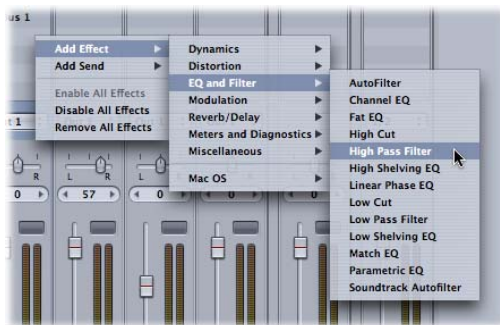 us 1
Add Effect
Add Send
Enable All Effects
Disable All Effects
Remove All Effects
Dynamics
Distortion
EQ and Filter
Modulation
Reverb/Delay
Meters and Diagnostics
Miscellaneous
Mac OS
AutoFilter
Channel EQ
Fat EQ
High Cut
High Pass Filter
High Shelving EQ
Linear Phase EQ
Low Cut
Low Pass Filter
Low Shelving EQ
Match EQ
Parametric EQ
Soundtrack Autofilter
L R L R L R
0 57 0 0 0